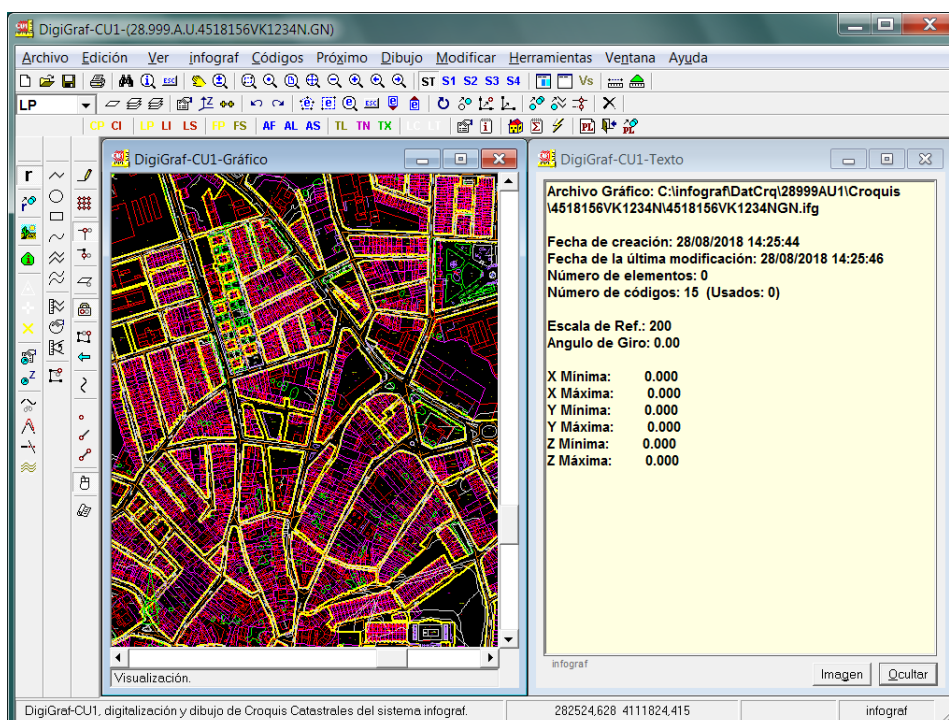 DigiGraf-CU1-(28.999.A.U.4518156VK1234N.GN)
Archivo Edición Ver infograf Códigos Próximo Dibujo Modificar Herramientas Ventana Ayuda
ST S1 S2 S3 S4 Vs
LP
CP CI LP LI LS FP FS AF AL AS TL TN TX LC LT PL PL
DigiGraf-CU1-Gráfico
DigiGraf-CU1-Texto
Archivo Gráfico: C:\infograf\DatCrq\28999AU1\Croquis
\4518156VK1234N\4518156VK1234NGN.ifg
Fecha de creación: 28/08/2018 14:25:44
Fecha de la última modificación: 28/08/2018 14:25:46
Número de elementos: 0
Número de códigos: 15 (Usados: 0)
Escala de Ref.: 200
Angulo de Giro: 0.00
X Mínima: 0.000
X Máxima: 0.000
Y Mínima: 0.000
Y Máxima: 0.000
Z Mínima: 0.000
Z Máxima: 0.000
infograf
Imagen Ocultar
Visualización.
DigiGraf-CU1, digitalización y dibujo de Croquis Catastrales del sistema infograf. 282524,628 4111824,415 infograf